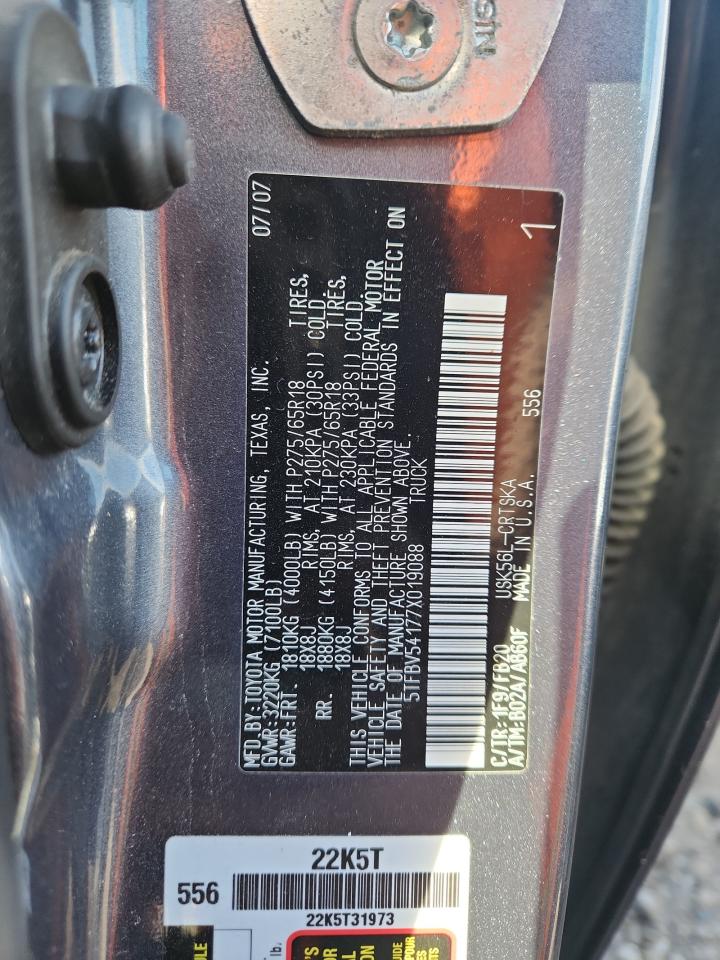 MFD.BY:TOYOTA MOTOR MANUFACTURING, TEXAS, INC. 07/07
GVWR:3220KG (7100LB)
GAWR:FRT. 1810KG (4000LB) WITH P275/65R18 TIRES,
18X8J RIMS, AT 210KPA (30PSI) COLD.
RR. 1880KG (4150LB) WITH P275/65R18 TIRES,
18X8J RIMS, AT 230KPA (33PSI) COLD.
THIS VEHICLE CONFORMS TO ALL APPLICABLE FEDERAL MOTOR
VEHICLE SAFETY AND THEFT PREVENTION STANDARDS IN EFFECT ON
THE DATE OF MANUFACTURE SHOWN ABOVE.
5TFBV54177X019088 TRUCK
C/TR:1F9/FB20 USK56L-CRTSKA 556
A/TM:B02A/AB60F MADE IN U.S.A. 1
22K5T
556
22K5T31973
lb.
GUIDE